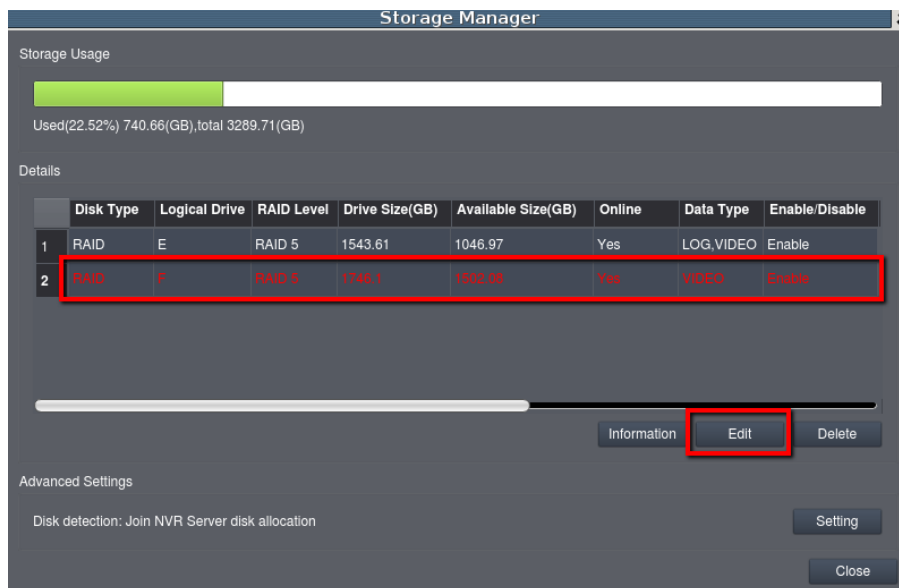 Storage Manager
Storage Usage
Used(22.52%) 740.66(GB),total 3289.71(GB)
Details
Disk Type Logical Drive RAID Level Drive Size(GB) Available Size(GB) Online Data Type Enable/Disable
1 RAID E RAID 5 1543.61 1046.97 Yes LOG,VIDEO Enable
2 RAID F RAID 5 1746.1 Yes VIDEO Enable
Information Edit Delete
Advanced Settings
Disk detection: Join NVR Server disk allocation
Setting
Close